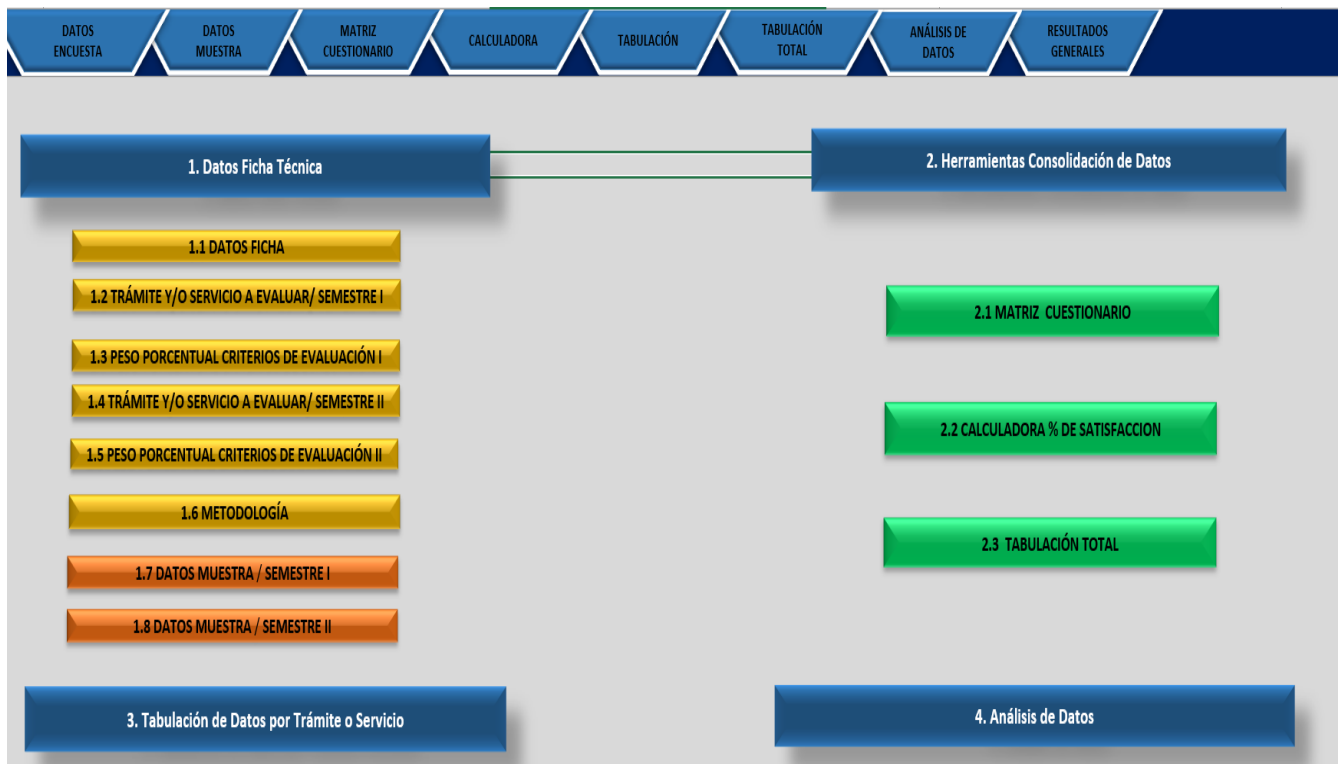 DATOS
ENCUESTA
DATOS
MUESTRA
MATRIZ
CUESTIONARIO
CALCULADORA
TABULACIÓN
TABULACIÓN
TOTAL
ANÁLISIS DE
DATOS
RESULTADOS
GENERALES
1. Datos Ficha Técnica
2. Herramientas Consolidación de Datos
1.1 DATOS FICHA
1.2 TRÁMITE Y/O SERVICIO A EVALUAR/ SEMESTRE I
1.3 PESO PORCENTUAL CRITERIOS DE EVALUACIÓN I
1.4 TRÁMITE Y/O SERVICIO A EVALUAR/ SEMESTRE II
1.5 PESO PORCENTUAL CRITERIOS DE EVALUACIÓN II
1.6 METODOLOGÍA
1.7 DATOS MUESTRA / SEMESTRE I
1.8 DATOS MUESTRA / SEMESTRE II
2.1 MATRIZ CUESTIONARIO
2.2 CALCULADORA % DE SATISFACCION
2.3 TABULACIÓN TOTAL
3. Tabulación de Datos por Trámite o Servicio
4. Análisis de Datos